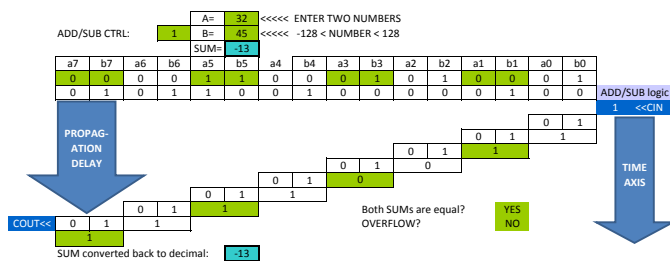 A= 32 <<<<< ENTER TWO NUMBERS
ADD/SUB CTRL: 1 B= 45 <<<<< -128 < NUMBER < 128
SUM= -13
a7 b7 a6 b6 a5 b5 a4 b4 a3 b3 a2 b2 a1 b1 a0 b0
0 0 0 0 1 1 0 0 0 1 0 1 0 0 0 1
0 1 0 1 1 0 0 1 0 0 0 0 0 1 0 0 ADD/SUB logic
1 <<CIN
0 1
0 1 1
0 1 1
0 1 0
0 1 0
0 1 1
0 1 1
COUT<< 0 1 1
1
PROPAG-
ATION
DELAY
TIME
AXIS
Both SUMs are equal? YES
OVERFLOW? NO
SUM converted back to decimal: -13